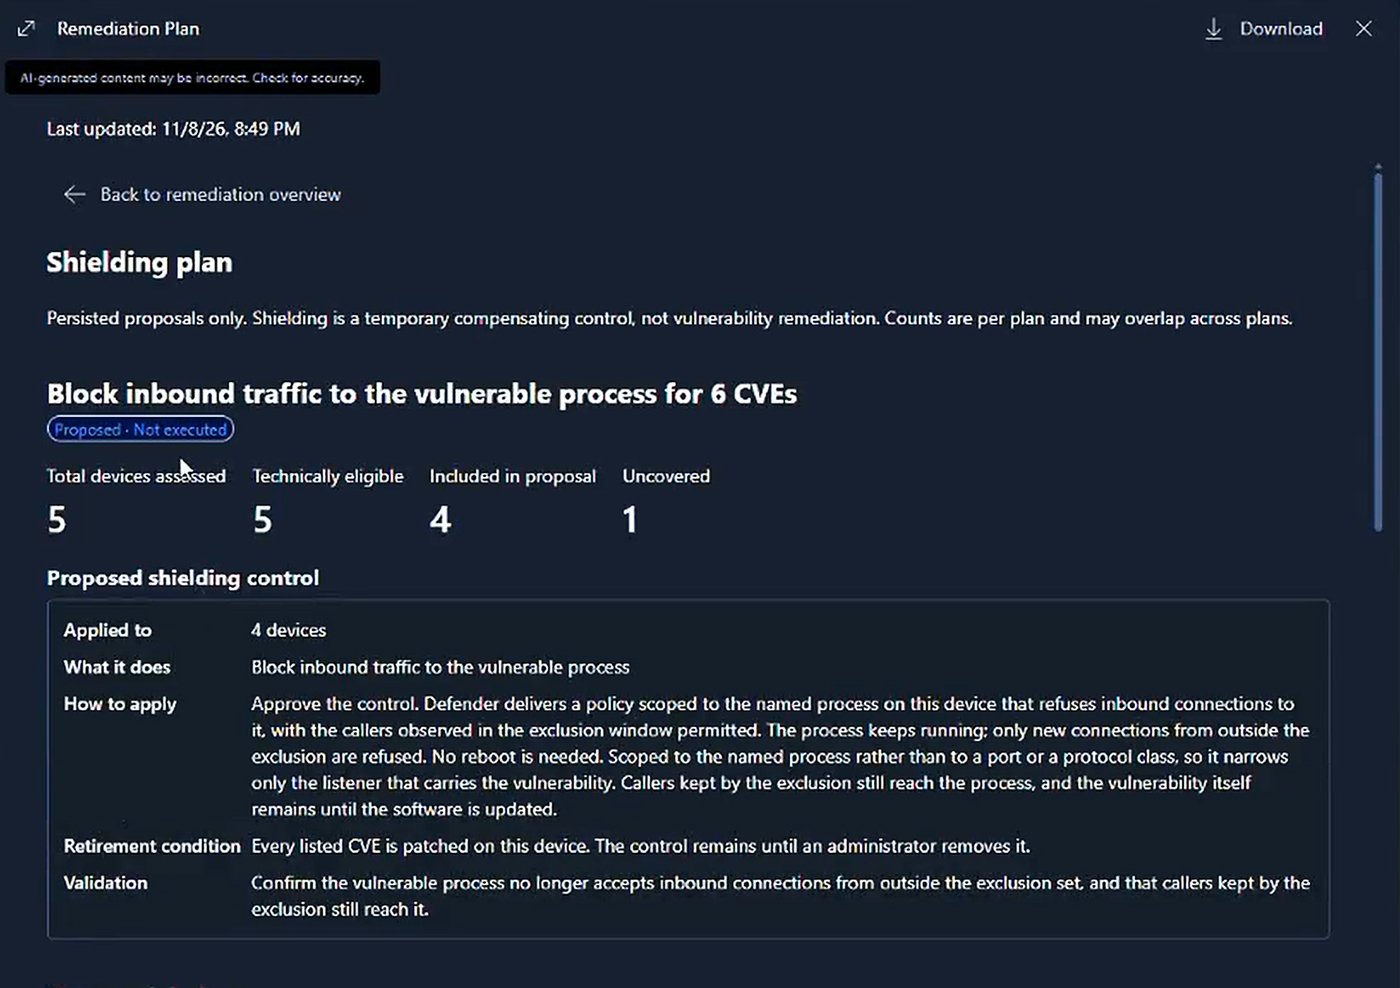 Remediation Plan
Download
AI-generated content may be incorrect. Check for accuracy.
Last updated: 11/8/26, 8:49 PM
Back to remediation overview
Shielding plan
Persisted proposals only. Shielding is a temporary compensating control, not vulnerability remediation. Counts are per plan and may overlap across plans.
Block inbound traffic to the vulnerable process for 6 CVEs
Proposed · Not executed
Total devices assessed Technically eligible Included in proposal Uncovered
5 5 4 1
Proposed shielding control
Applied to 4 devices
What it does Block inbound traffic to the vulnerable process
How to apply Approve the control. Defender delivers a policy scoped to the named process on this device that refuses inbound connections to
it, with the callers observed in the exclusion window permitted. The process keeps running; only new connections from outside the
exclusion are refused. No reboot is needed. Scoped to the named process rather than to a port or a protocol class, so it narrows
only the listener that carries the vulnerability. Callers kept by the exclusion still reach the process, and the vulnerability itself
remains until the software is updated.
Retirement condition Every listed CVE is patched on this device. The control remains until an administrator removes it.
Validation Confirm the vulnerable process no longer accepts inbound connections from outside the exclusion set, and that callers kept by the
exclusion still reach it.